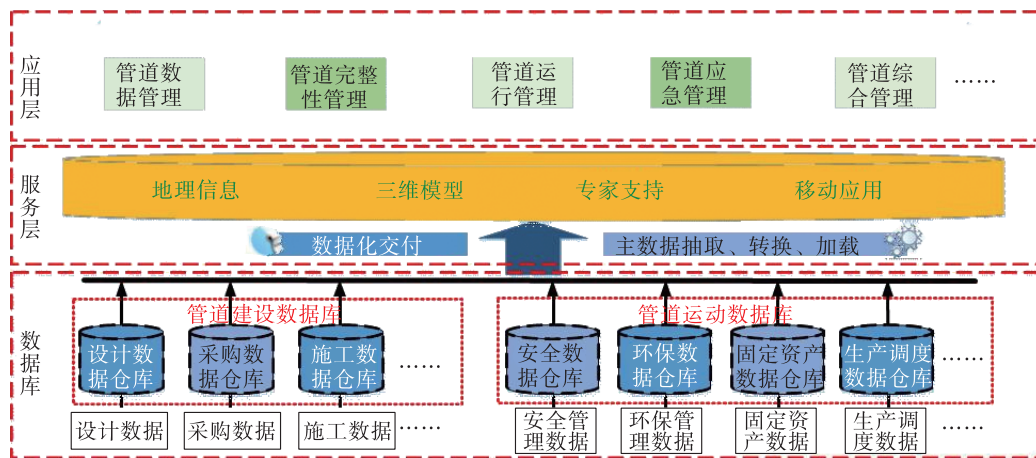 应用层
管道数
据管理
管道完整
性管理
管道运
行管理
管道应
急管理
管道综
合管理
……
服务层
地理信息
三维模型
专家支持
移动应用
数据化交付
主数据抽取、转换、加载
数据库
管道建设数据库
管道运动数据库
设计数
据仓库
采购数
据仓库
施工数
据仓库
……
安全数
据仓库
环保数
据仓库
固定资产
数据仓库
生产调度
数据仓库
……
设计数据
采购数据
施工数据
……
安全管
理数据
环保管
理数据
固定资
产数据
生产调
度数据
……